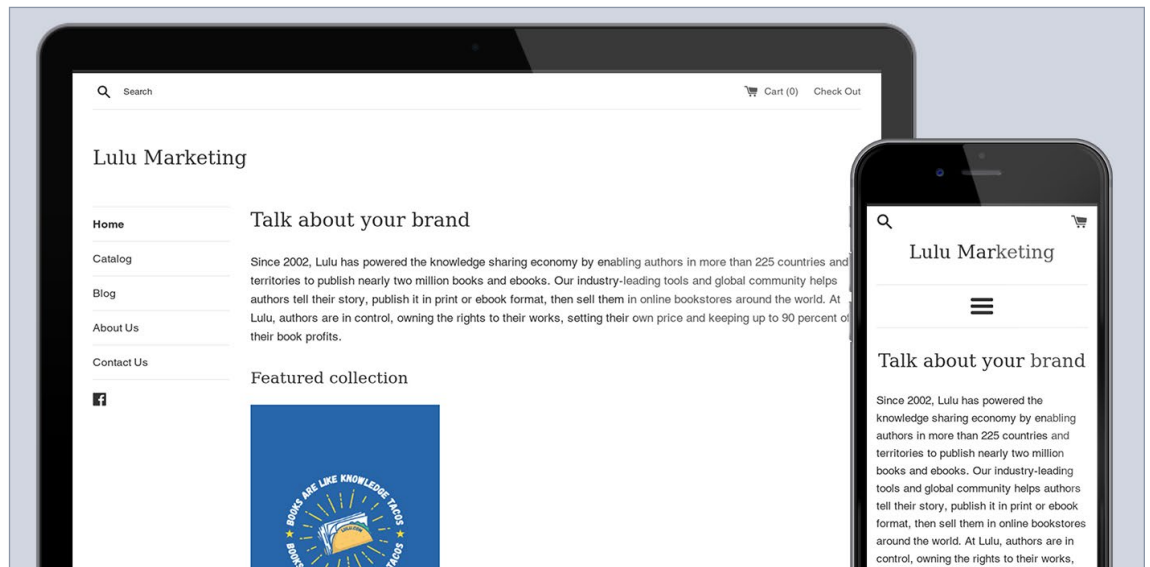 Search
Cart (0)
Check Out
Lulu Marketing
Home
Catalog
Blog
About Us
Contact Us
Talk about your brand
Since 2002, Lulu has powered the knowledge sharing economy by enabling authors in more than 225 countries and
territories to publish nearly two million books and ebooks. Our industry-leading tools and global community helps
authors tell their story, publish it in print or ebook format, then sell them in online bookstores around the world. At
Lulu, authors are in control, owning the rights to their works, setting their own price and keeping up to 90 percent of
their book profits.
Featured collection
BOOKS ARE LIKE KNOWLEDGE TACOS
BOOKS
TACOS
Lulu Marketing
Talk about your brand
Since 2002, Lulu has powered the
knowledge sharing economy by enabling
authors in more than 225 countries and
territories to publish nearly two million
books and ebooks. Our industry-leading
tools and global community helps authors
tell their story, publish it in print or ebook
format, then sell them in online bookstores
around the world. At Lulu, authors are in
control, owning the rights to their works,